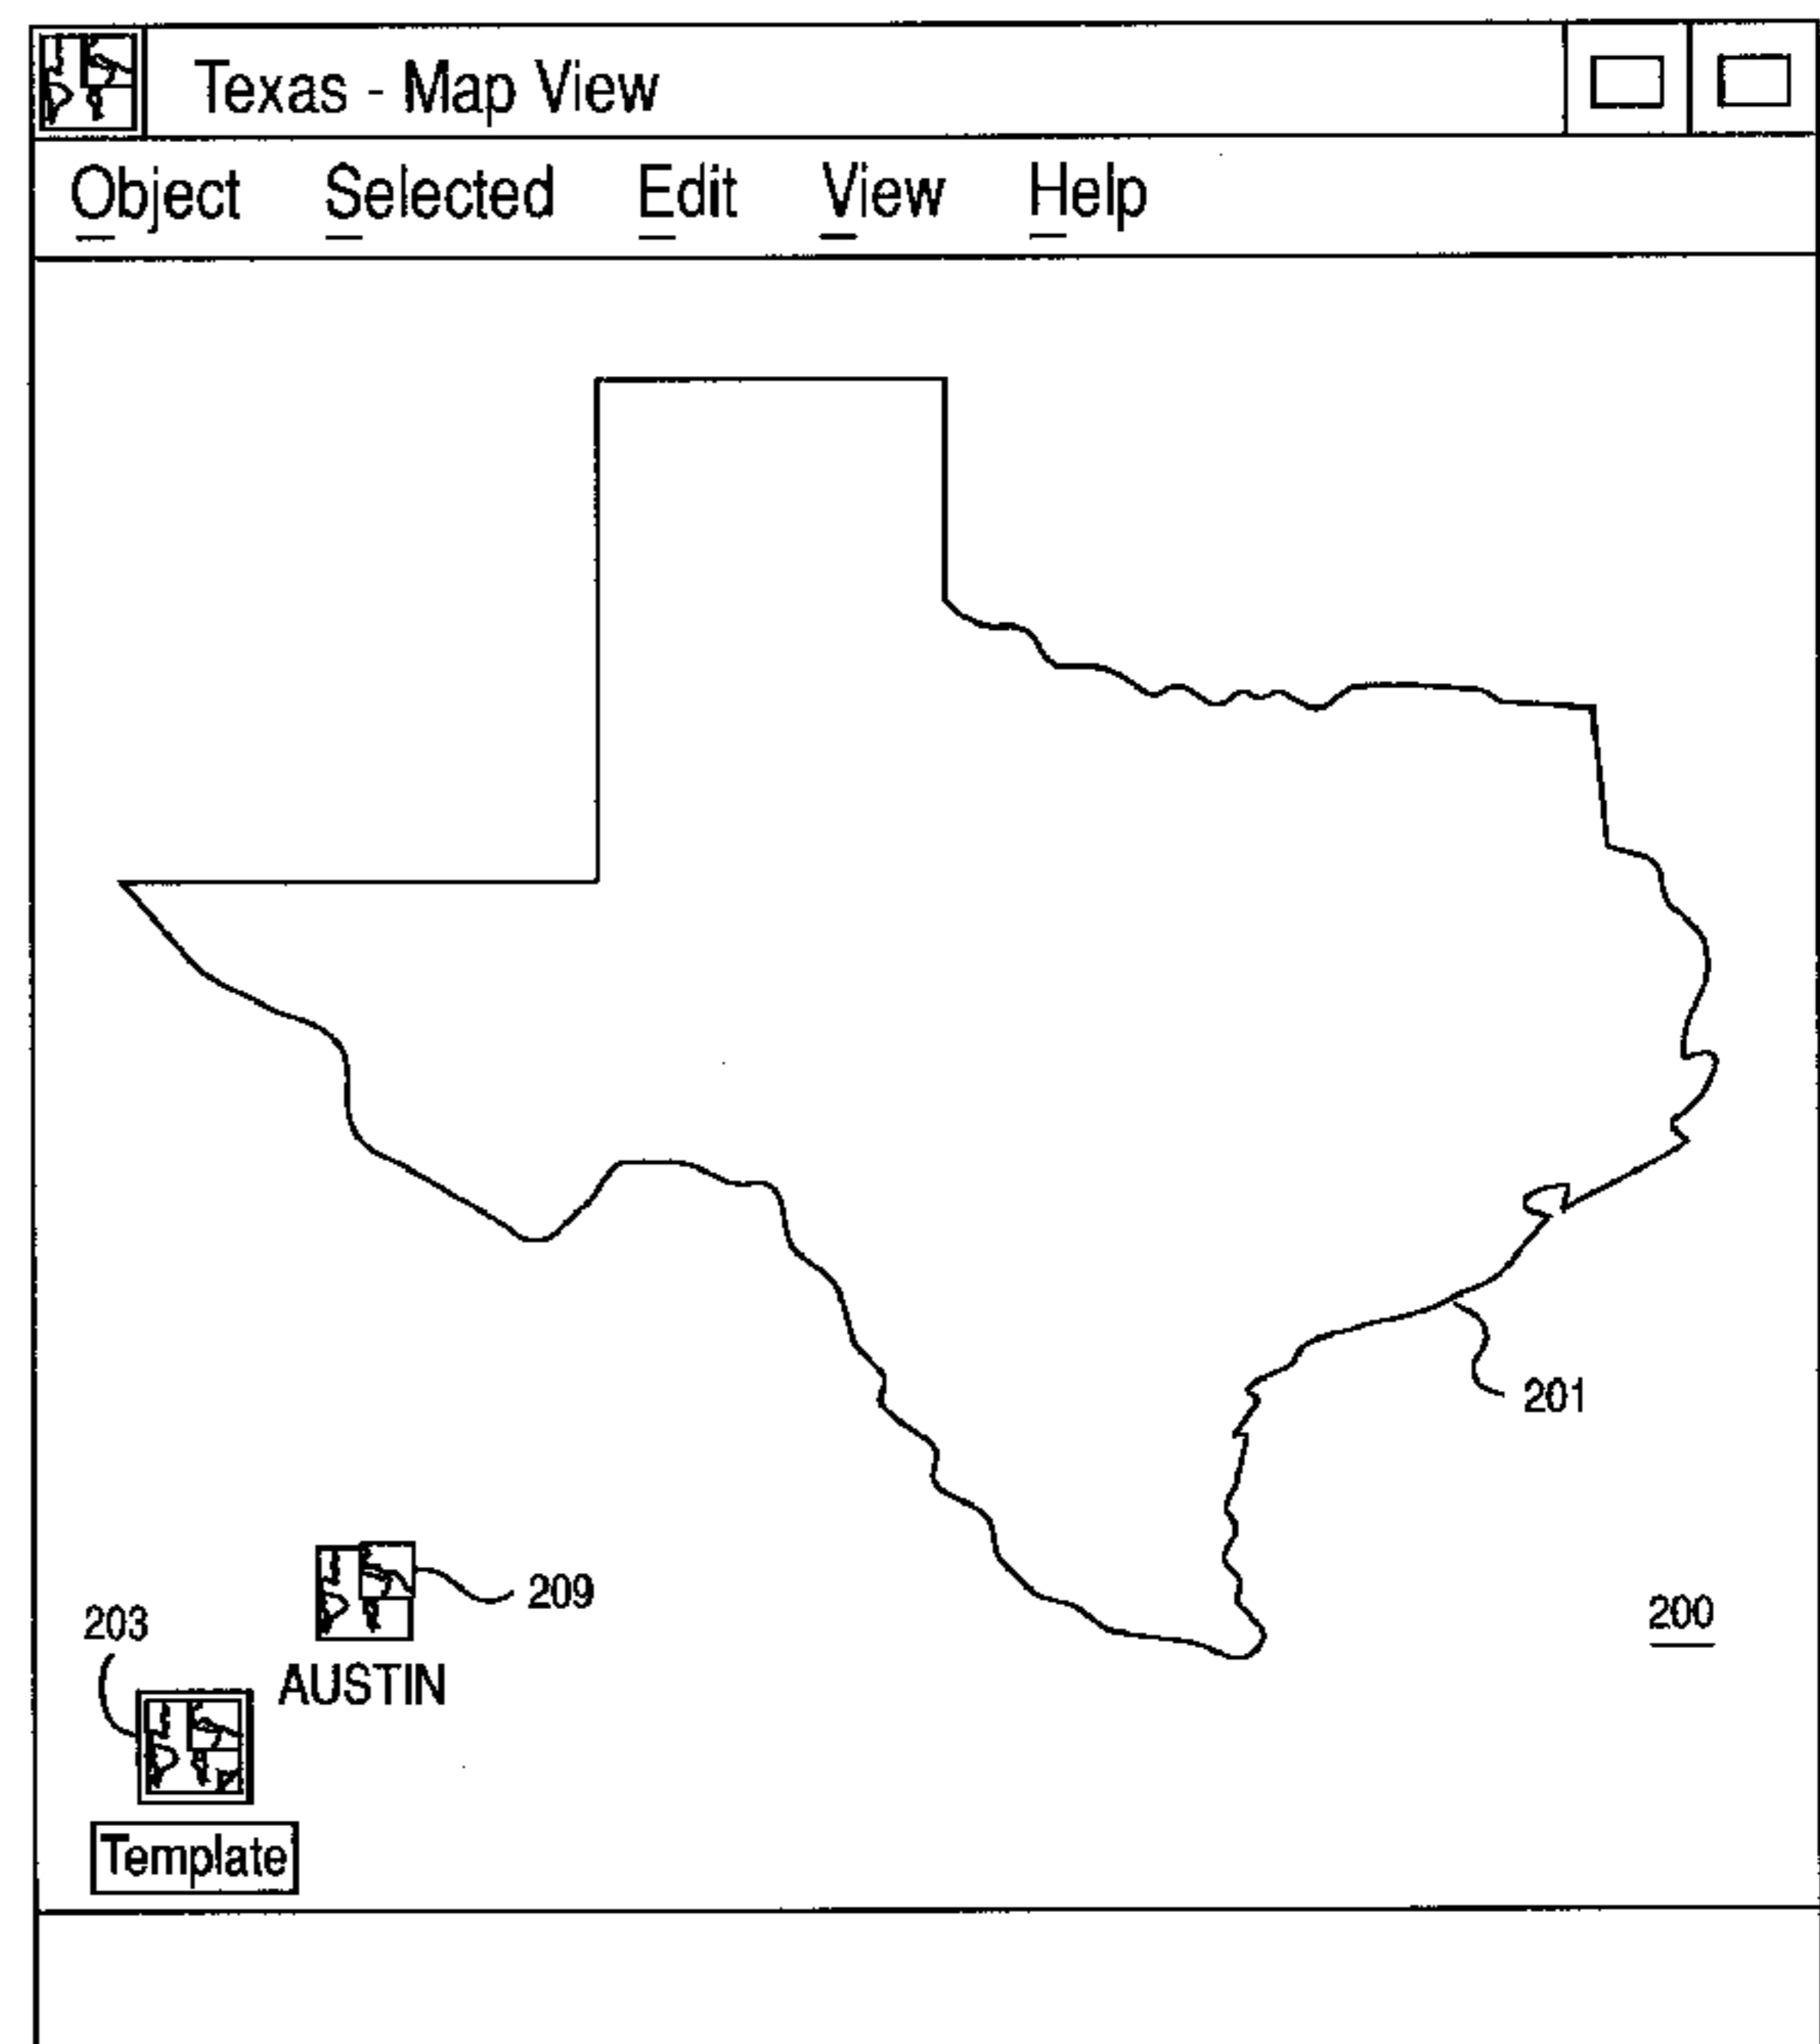 Texas - Map View
Object Selected Edit View Help
201
209
200
203
AUSTIN
Template